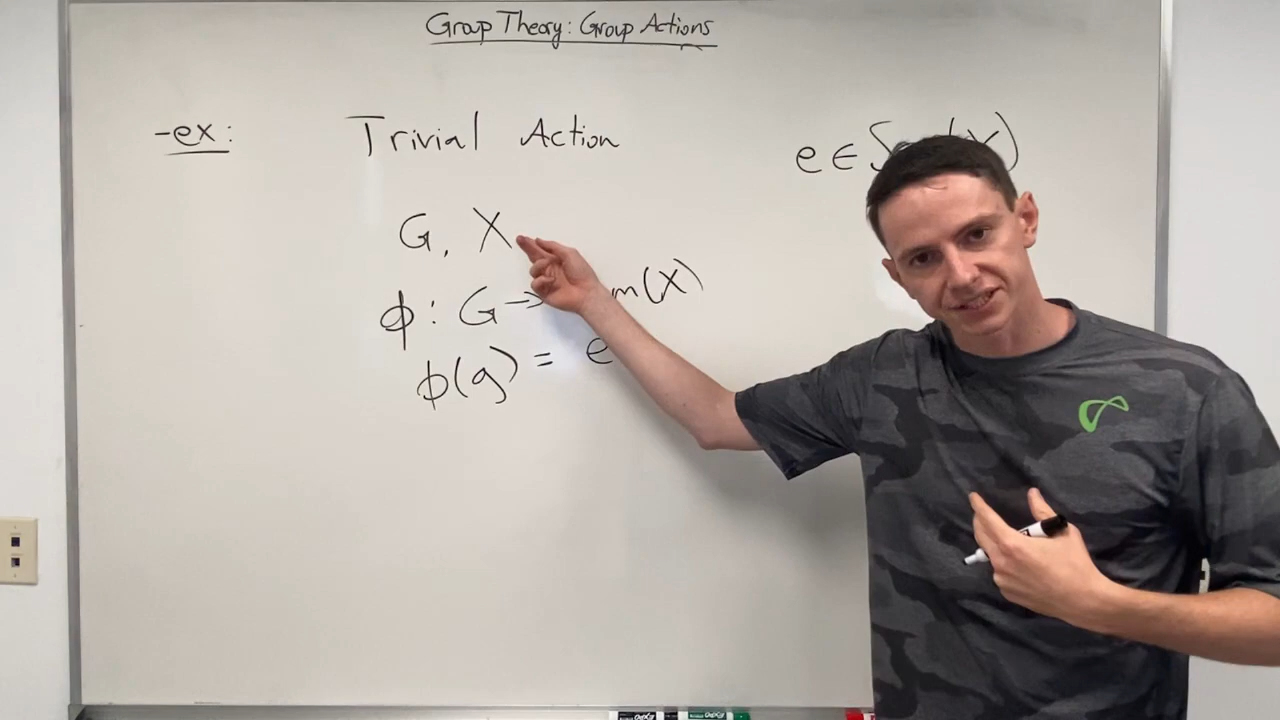 Group Theory: Group Actions
-ex: Trivial Action
e ∈ X)
G, X
ϕ : G → m(X)
ϕ(g) = e